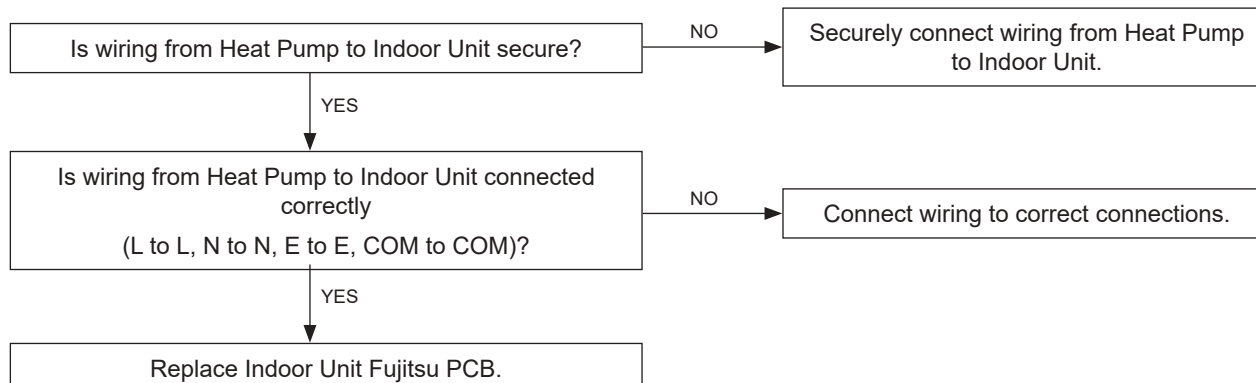 Is wiring from Heat Pump to Indoor Unit secure?
NO
Securely connect wiring from Heat Pump
to Indoor Unit.
YES
Is wiring from Heat Pump to Indoor Unit connected
correctly
(L to L, N to N, E to E, COM to COM)?
NO
Connect wiring to correct connections.
YES
Replace Indoor Unit Fujitsu PCB.